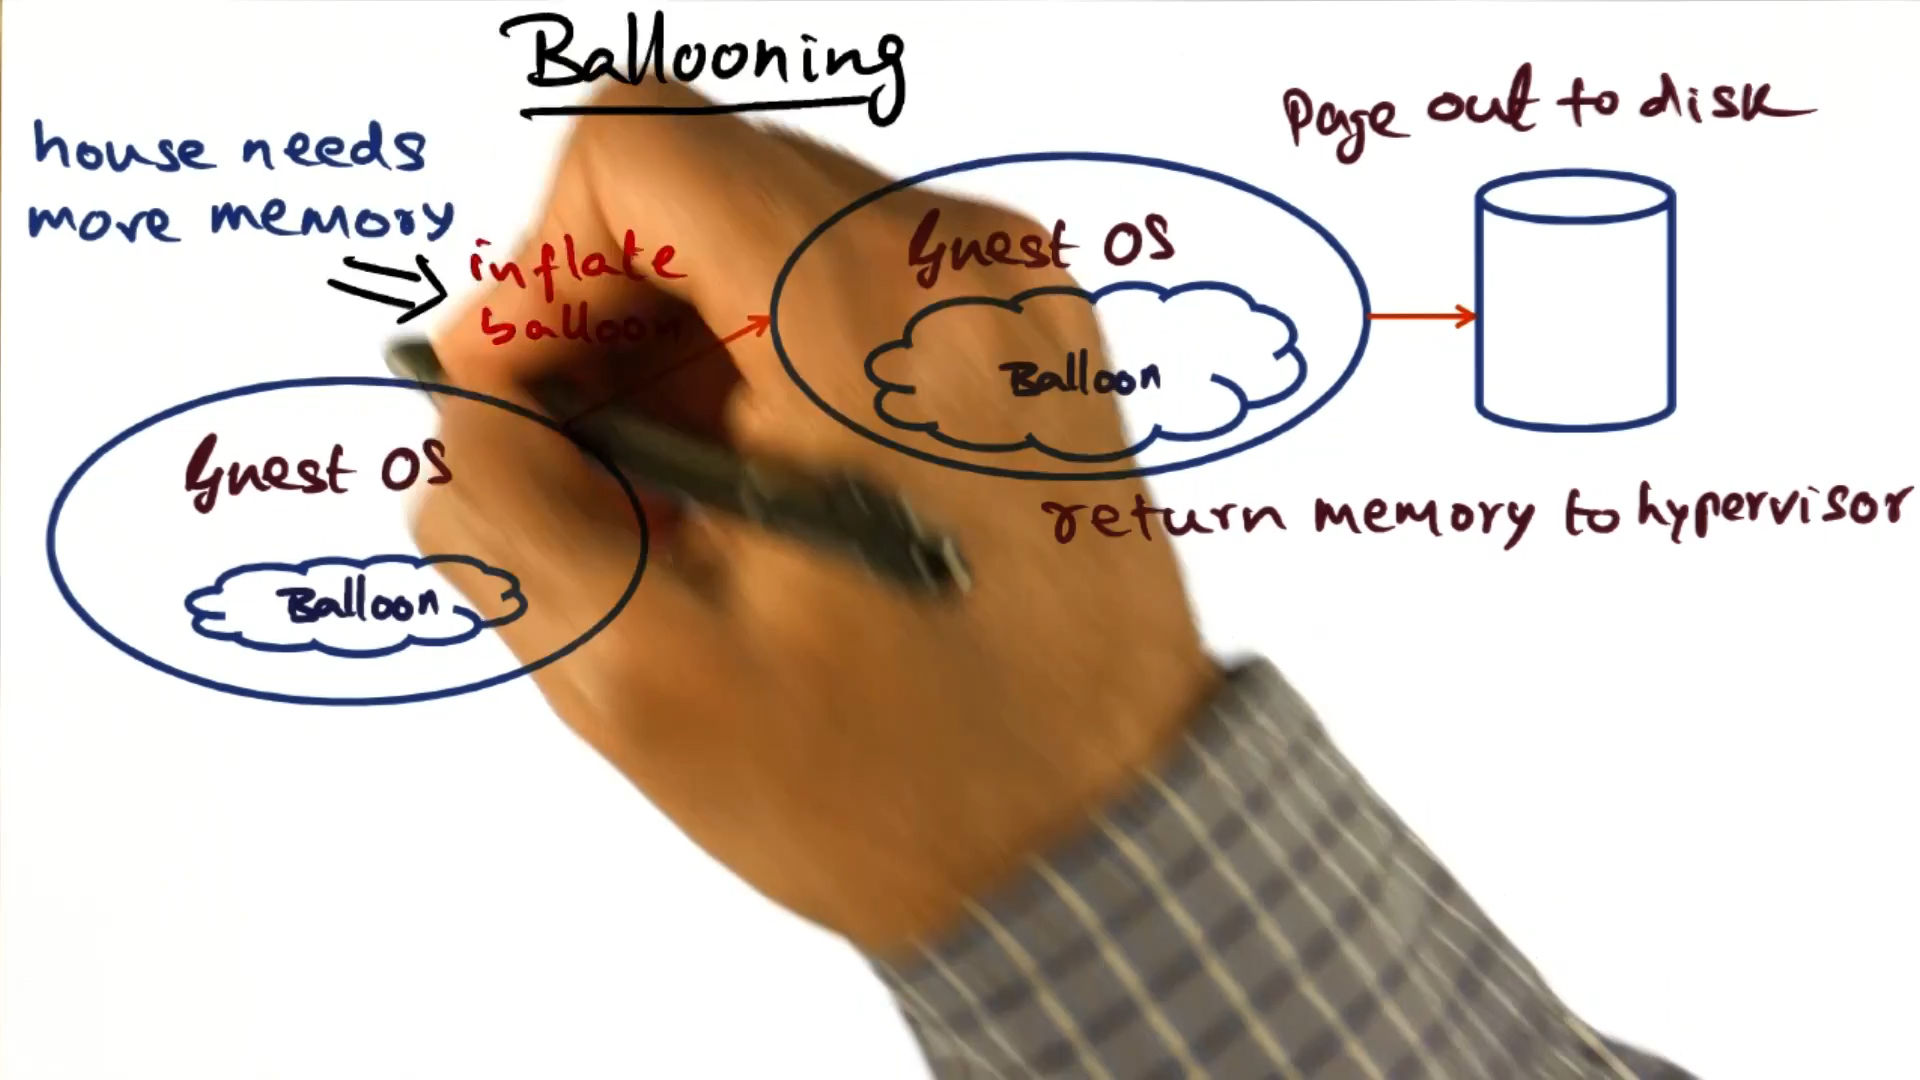 Ballooning
house needs
more memory
inflate
balloon
Guest OS
Balloon
Guest OS
Balloon
Page out to disk
return memory to hypervisor